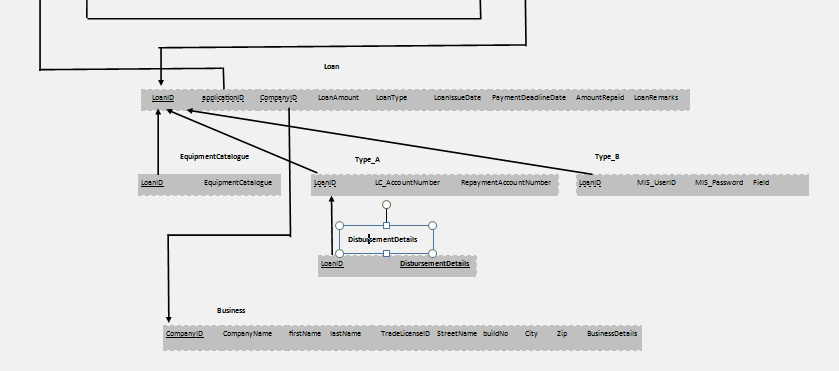 Loan
LoanID applicationID CompanyID LoanAmount LoanType LoanIssueDate PaymentDeadlineDate AmountRepaid LoanRemarks
EquipmentCatalogue
LoanID EquipmentCatalogue
Type_A
LoanID LC_AccountNumber RepaymentAccountNumber
Type_B
LoanID MIS_UserID MIS_Password Field
DisbursementDetails
LoanID DisbursementDetails
Business
CompanyID CompanyName firstName lastName TradeLicenseID StreetName buildNo City Zip BusinessDetails